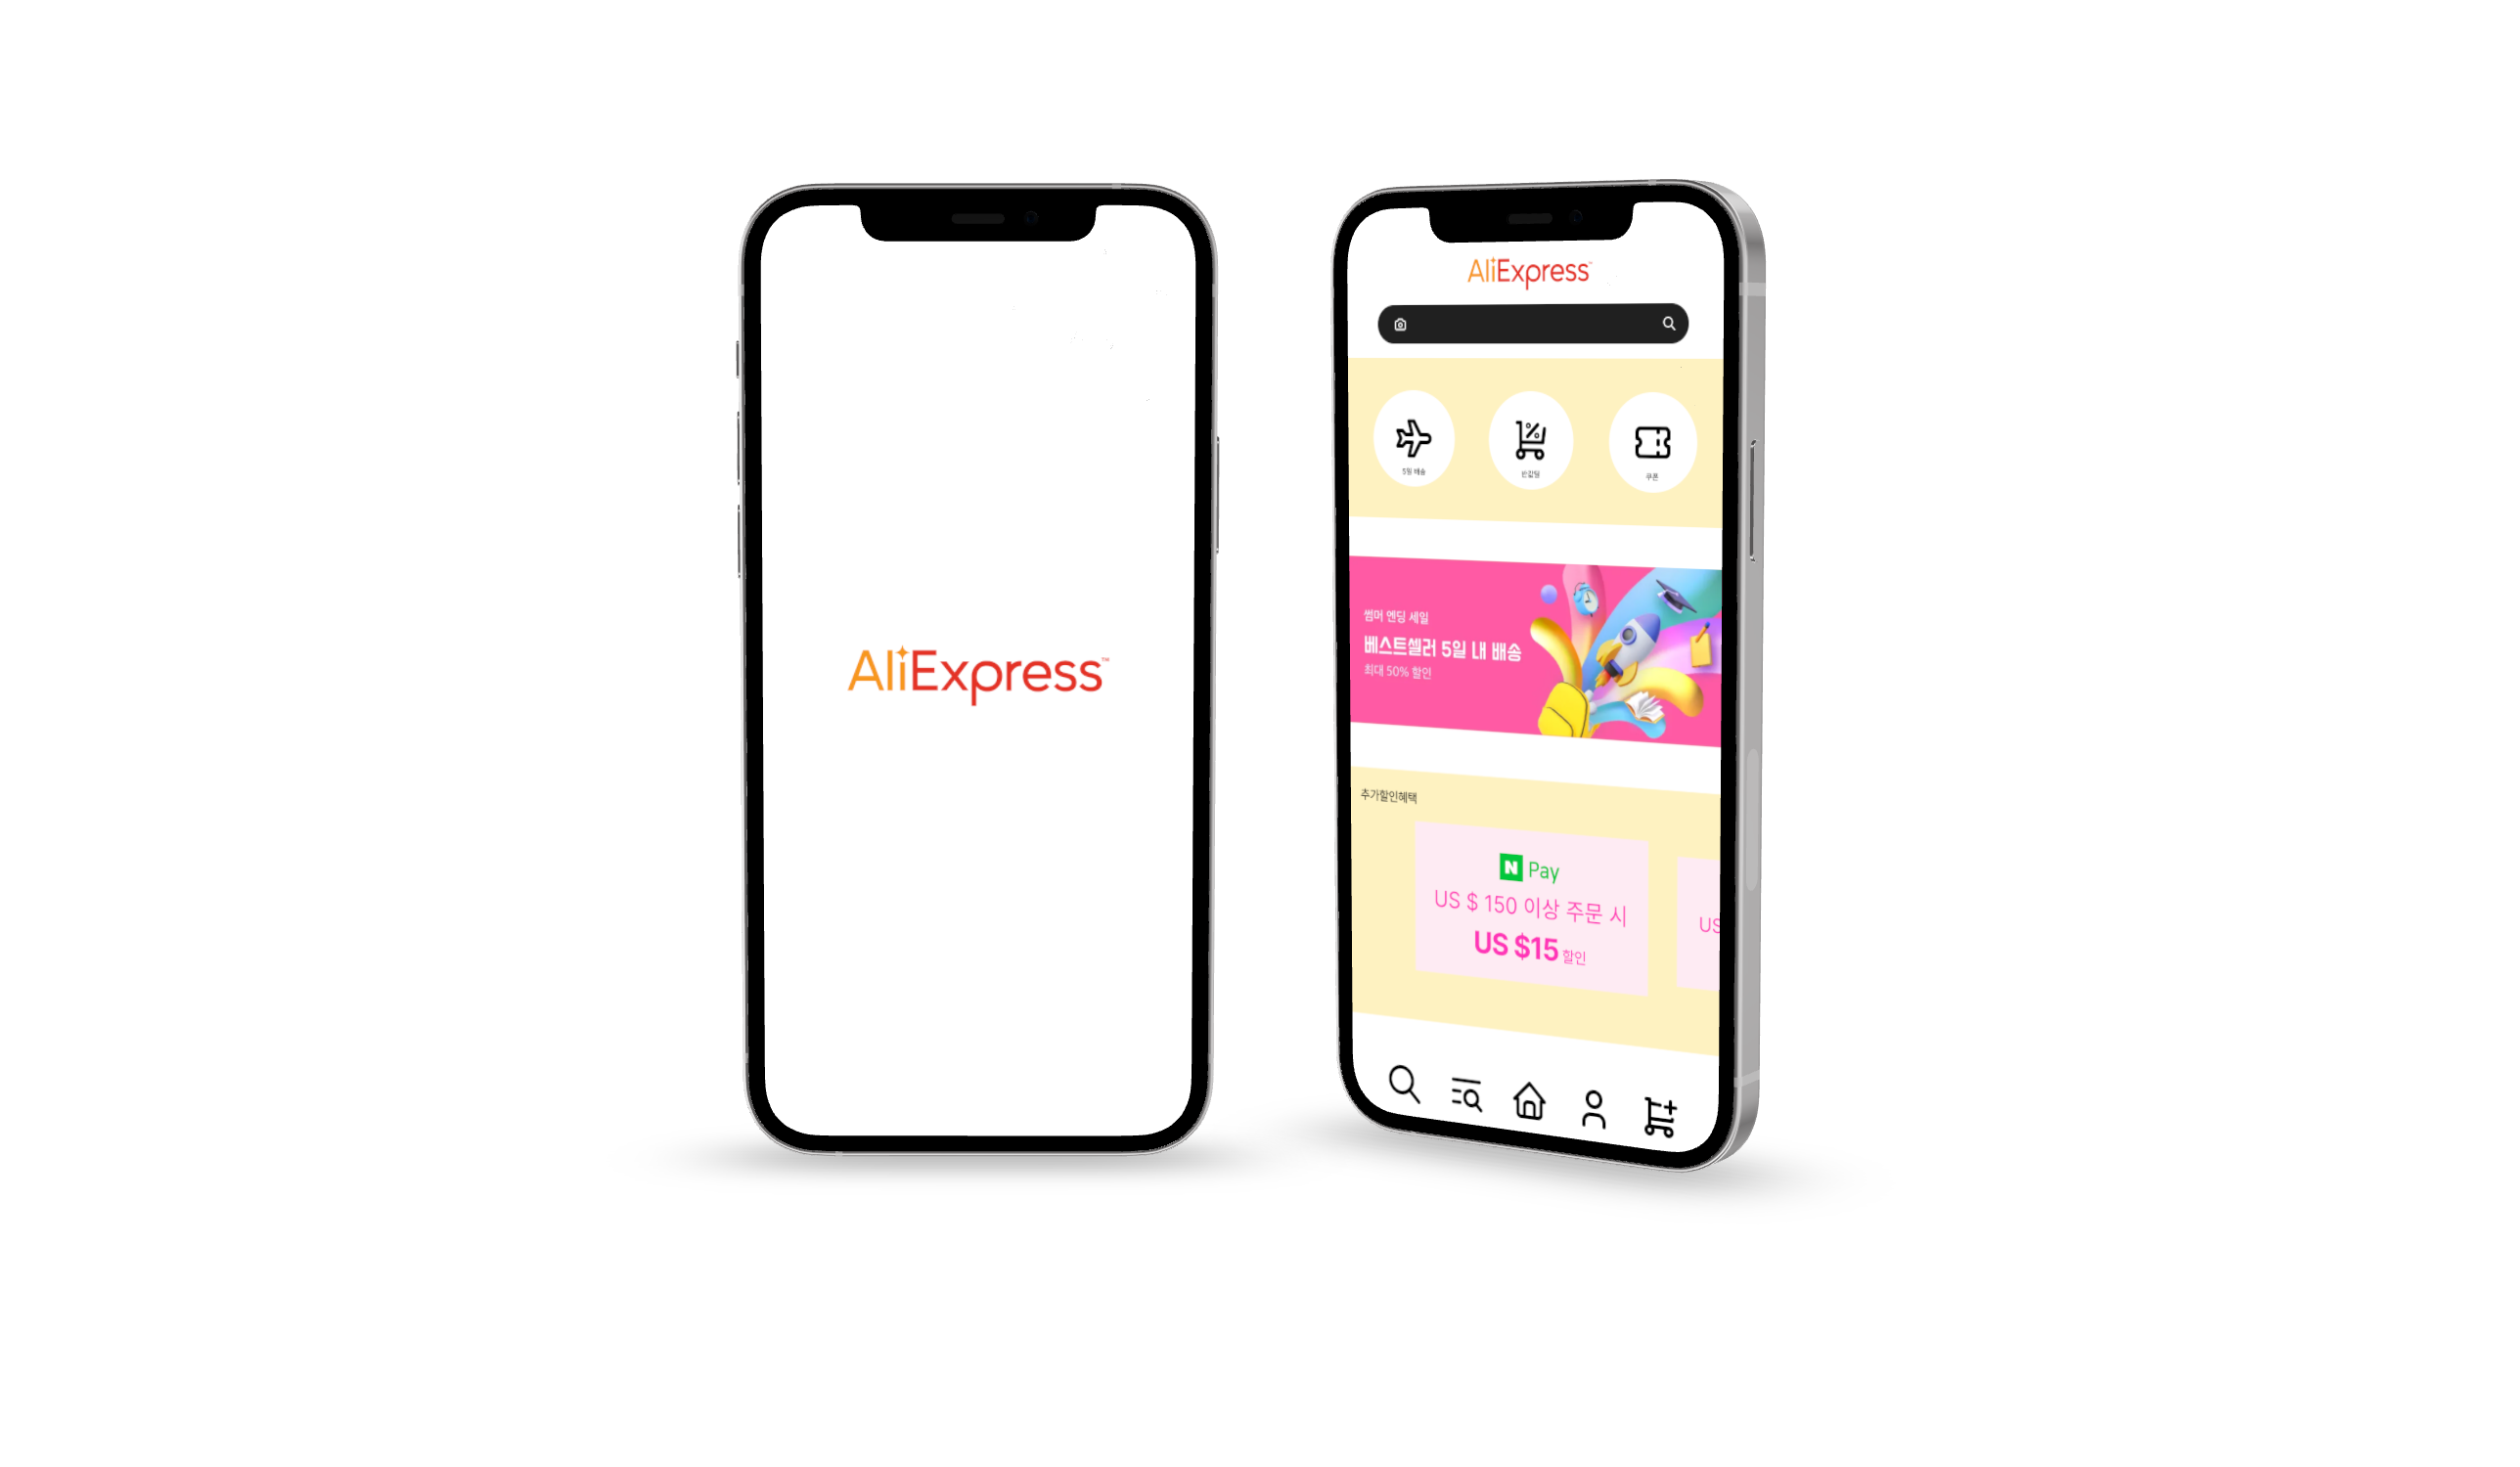 AliExpress™
AliExpress™
5일 배송
반값딜
쿠폰
썸머 엔딩 세일
베스트셀러 5일 내 배송
최대 50% 할인
추가할인혜택
N Pay
US $ 150 이상 주문 시
US $15 할인
US